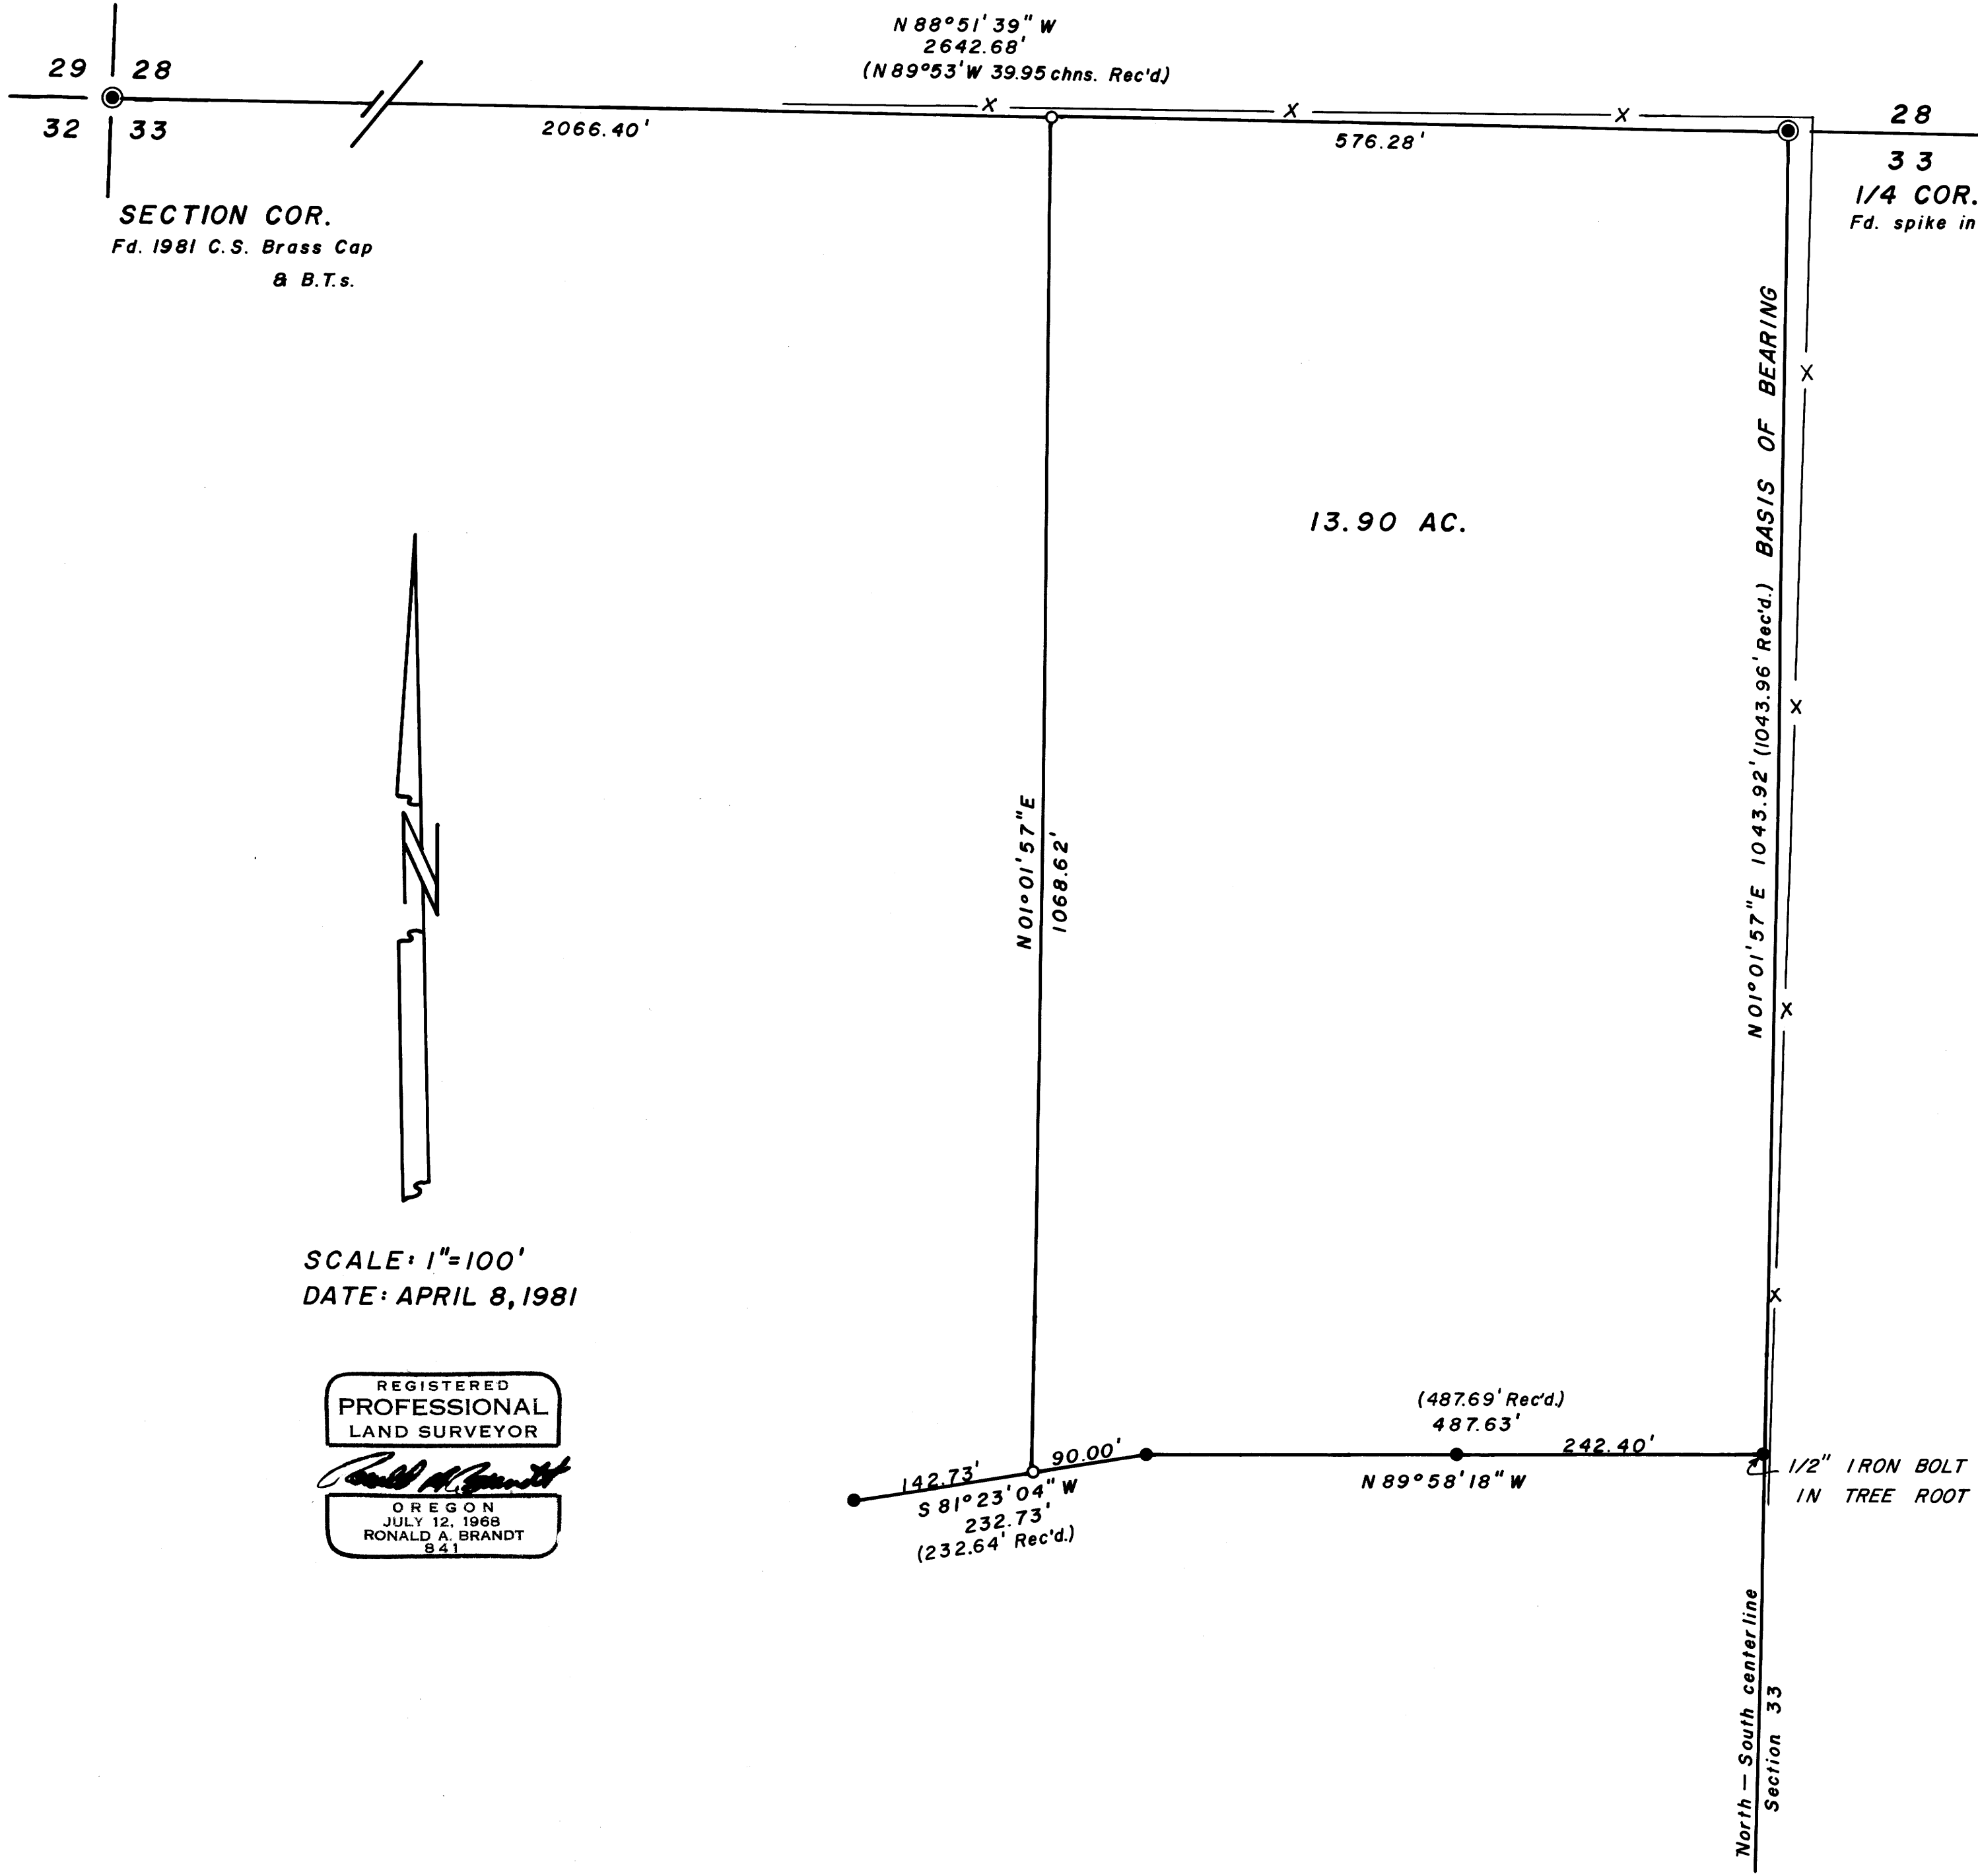 N 88°51'39" W
2642.68'
(N 89°53' W 39.95 chns. Rec'd.)
29 28
32 33
2066.40'
X X X
576.28'
28
33
1/4 COR.
Fd. spike in
SECTION COR.
Fd. 1981 C.S. Brass Cap
& B.T.s.
13.90 AC.
N 01°01'57" E 1043.92' (1043.96' Rec'd.) BASIS OF BEARING
X
X
X
X
N 01°01'57" E
1068.62'
N
SCALE: 1"=100'
DATE: APRIL 8, 1981
REGISTERED
PROFESSIONAL
LAND SURVEYOR
OREGON
JULY 12, 1968
RONALD A. BRANDT
841
142.73'
90.00'
S 81°23'04" W
232.73'
(232.64' Rec'd.)
(487.69' Rec'd.)
487.63'
242.40'
N 89°58'18" W
1/2" IRON BOLT
IN TREE ROOT
North - South centerline
Section 33